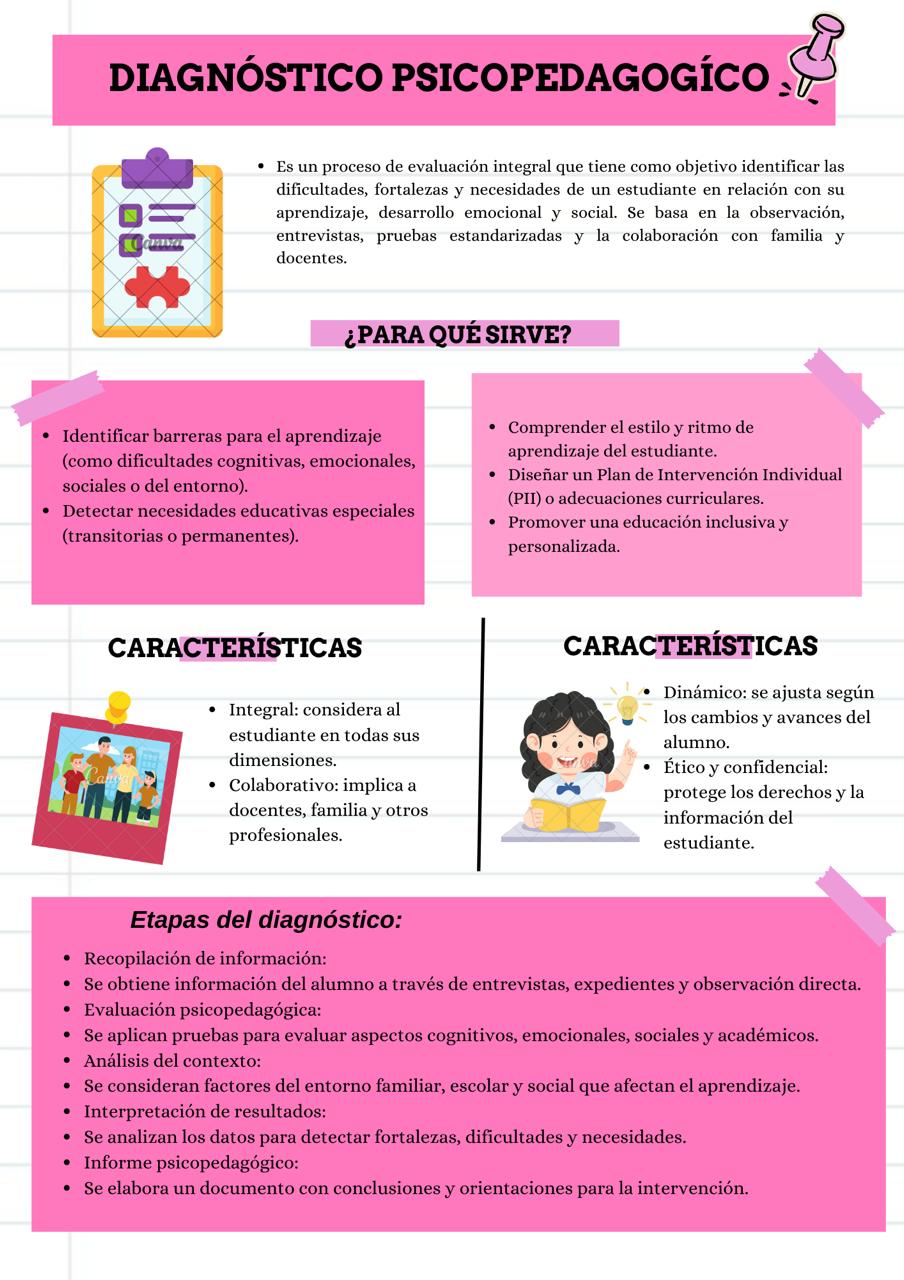 DIAGNÓSTICO PSICOPEDAGOGÍCO
• Es un proceso de evaluación integral que tiene como objetivo identificar las
dificultades, fortalezas y necesidades de un estudiante en relación con su
aprendizaje, desarrollo emocional y social. Se basa en la observación,
entrevistas, pruebas estandarizadas y la colaboración con familia y
docentes.
Canva
¿PARA QUÉ SIRVE?
• Identificar barreras para el aprendizaje
(como dificultades cognitivas, emocionales,
sociales o del entorno).
• Detectar necesidades educativas especiales
(transitorias o permanentes).
• Comprender el estilo y ritmo de
aprendizaje del estudiante.
• Diseñar un Plan de Intervención Individual
(PII) o adecuaciones curriculares.
• Promover una educación inclusiva y
personalizada.
CARACTERÍSTICAS
• Integral: considera al
estudiante en todas sus
dimensiones.
• Colaborativo: implica a
docentes, familia y otros
profesionales.
Canva
CARACTERÍSTICAS
• Dinámico: se ajusta según
los cambios y avances del
alumno.
• Ético y confidencial:
protege los derechos y la
información del
estudiante.
Etapas del diagnóstico:
• Recopilación de información:
• Se obtiene información del alumno a través de entrevistas, expedientes y observación directa.
• Evaluación psicopedagógica:
• Se aplican pruebas para evaluar aspectos cognitivos, emocionales, sociales y académicos.
• Análisis del contexto:
• Se consideran factores del entorno familiar, escolar y social que afectan el aprendizaje.
• Interpretación de resultados:
• Se analizan los datos para detectar fortalezas, dificultades y necesidades.
• Informe psicopedagógico:
• Se elabora un documento con conclusiones y orientaciones para la intervención.